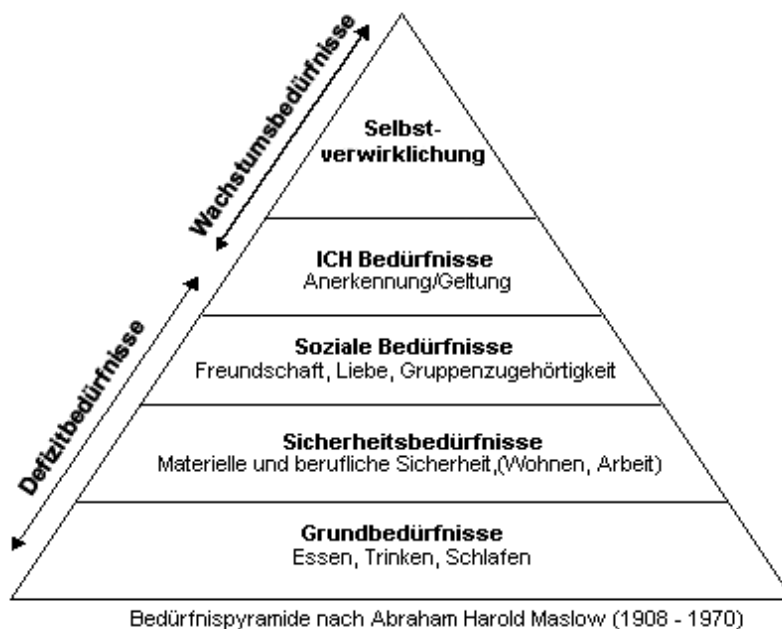 Wachstumsbedürfnisse
Selbst-
verwirklichung
ICH Bedürfnisse
Anerkennung/Geltung
Defizitbedürfnisse
Soziale Bedürfnisse
Freundschaft, Liebe, Gruppenzugehörtigkeit
Sicherheitsbedürfnisse
Materielle und berufliche Sicherheit,(Wohnen, Arbeit)
Grundbedürfnisse
Essen, Trinken, Schlafen
Bedürfnispyramide nach Abraham Harold Maslow (1908 - 1970)